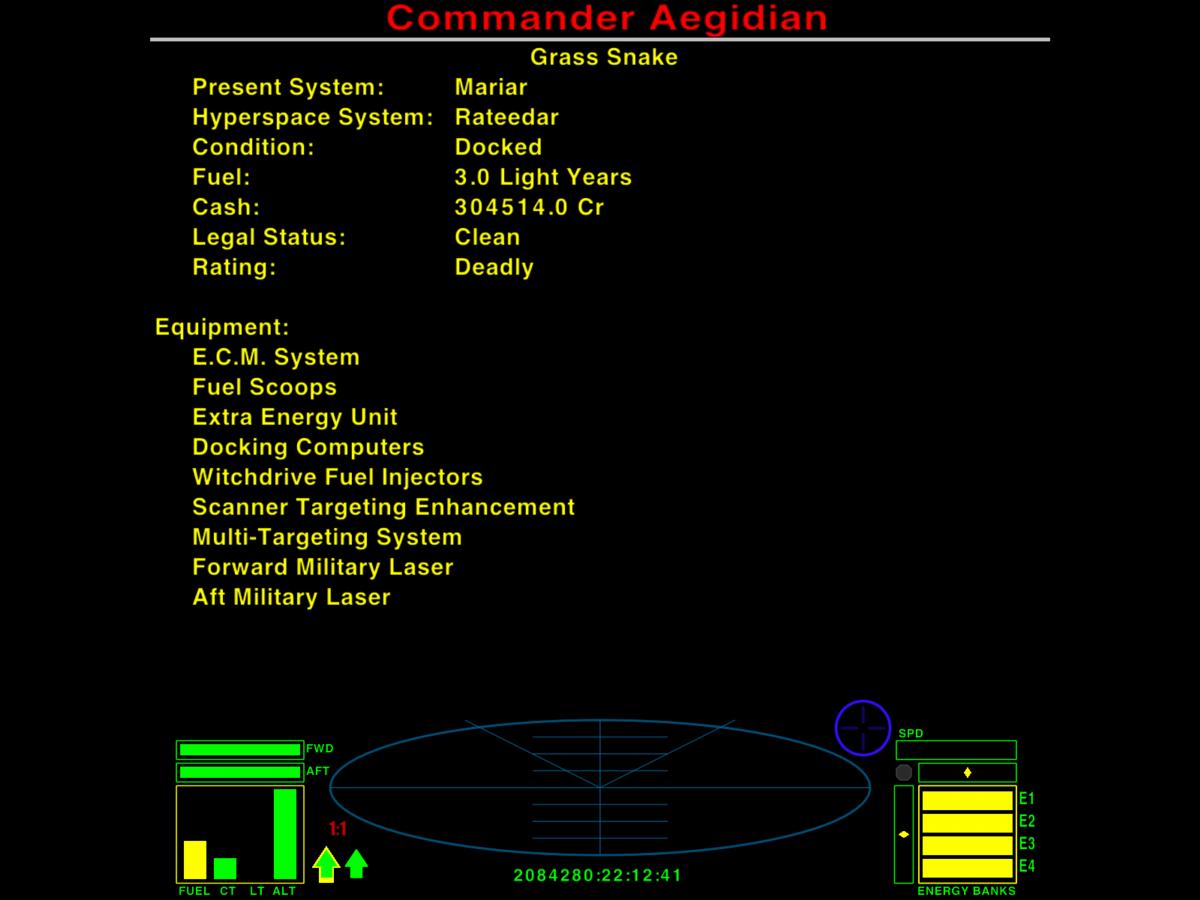 Commander Aegidian
Grass Snake
Present System: Mariar
Hyperspace System: Rateedar
Condition: Docked
Fuel: 3.0 Light Years
Cash: 304514.0 Cr
Legal Status: Clean
Rating: Deadly
Equipment:
E.C.M. System
Fuel Scoops
Extra Energy Unit
Docking Computers
Witchdrive Fuel Injectors
Scanner Targeting Enhancement
Multi-Targeting System
Forward Military Laser
Aft Military Laser
FWD
AFT
1:1
FUEL CT LT ALT
2084280:22:12:41
SPD
E1
E2
E3
E4
ENERGY BANKS